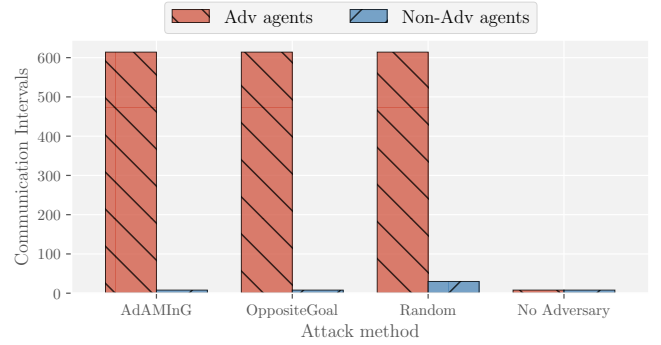 Adv agents Non-Adv agents
Communication Intervals
600
500
400
300
200
100
0
AdAMInG OppositeGoal Random No Adversary
Attack method